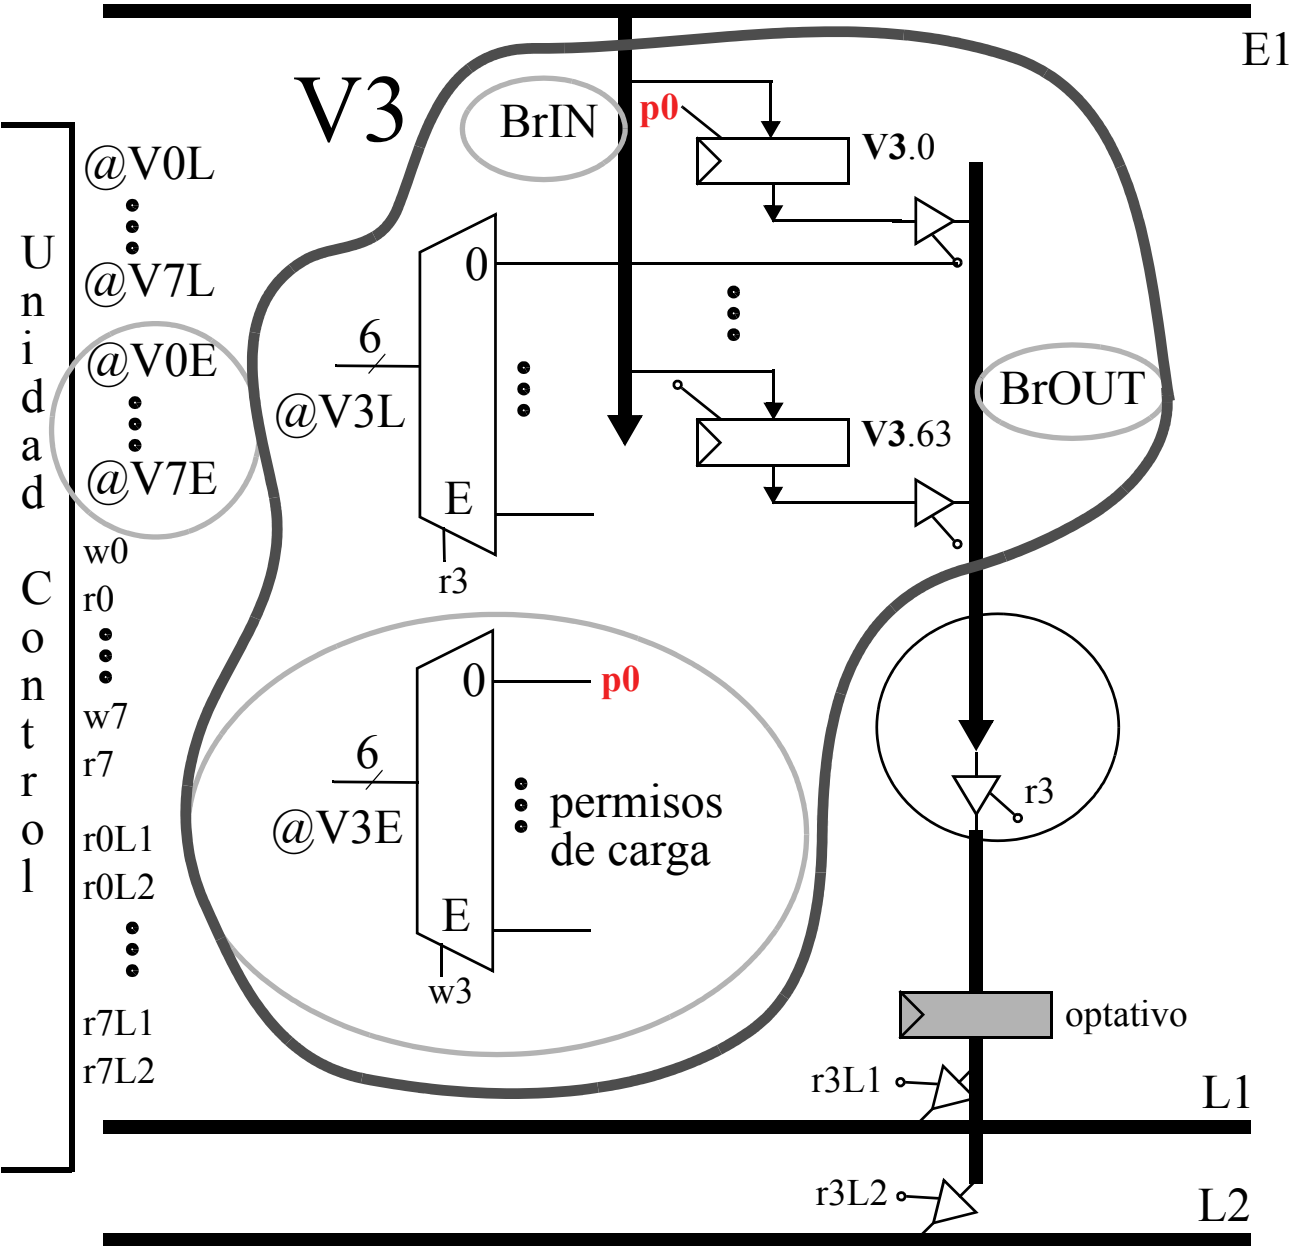 E1
V3
BrIN
p0
V3.0
Unidad Control
@V0L
@V7L
@V0E
@V7E
w0
r0
w7
r7
r0L1
r0L2
r7L1
r7L2
0
6
@V3L
E
r3
BrOUT
V3.63
0
p0
6
@V3E
permisos
de carga
E
w3
r3
optativo
r3L1
L1
r3L2
L2